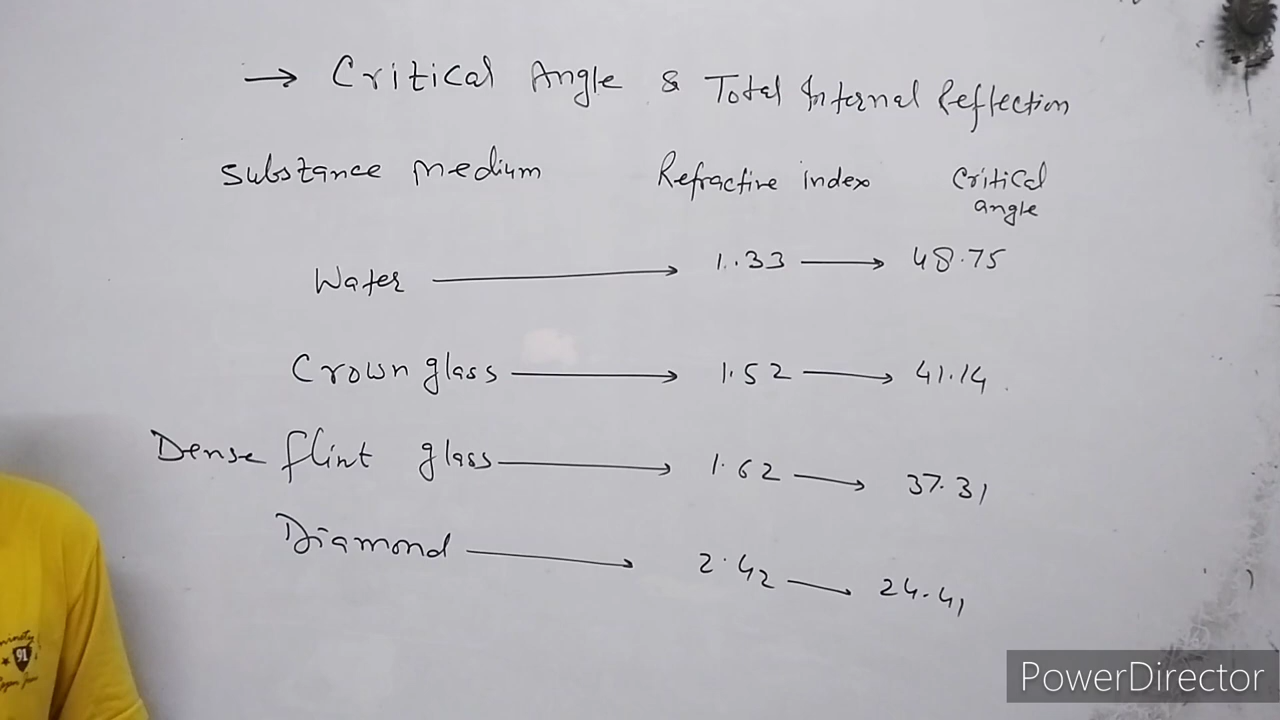 → Critical Angle & Total Internal Reflection
Substance medium Refractive index Critical angle
Water → 1.33 → 48.75
Crown glass → 1.52 → 41.14
Dense flint glass → 1.62 → 37.31
Diamond → 2.42 → 24.41
91
PowerDirector